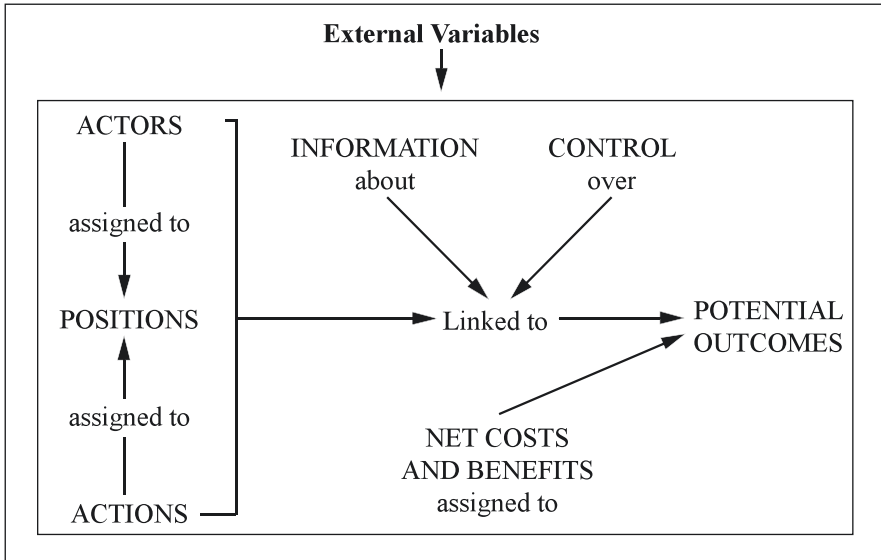 External Variables
ACTORS
assigned to
POSITIONS
assigned to
ACTIONS
INFORMATION
about
CONTROL
over
Linked to
POTENTIAL
OUTCOMES
NET COSTS
AND BENEFITS
assigned to